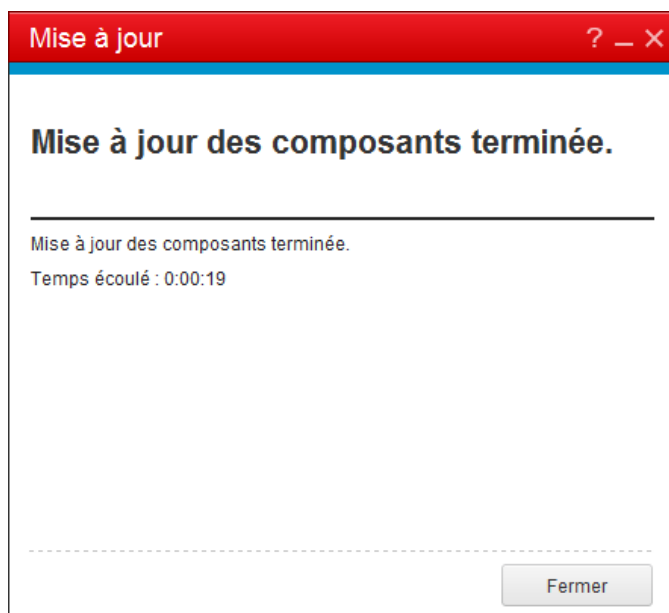 Mise à jour
Mise à jour des composants terminée.
Mise à jour des composants terminée.
Temps écoulé : 0:00:19
Fermer